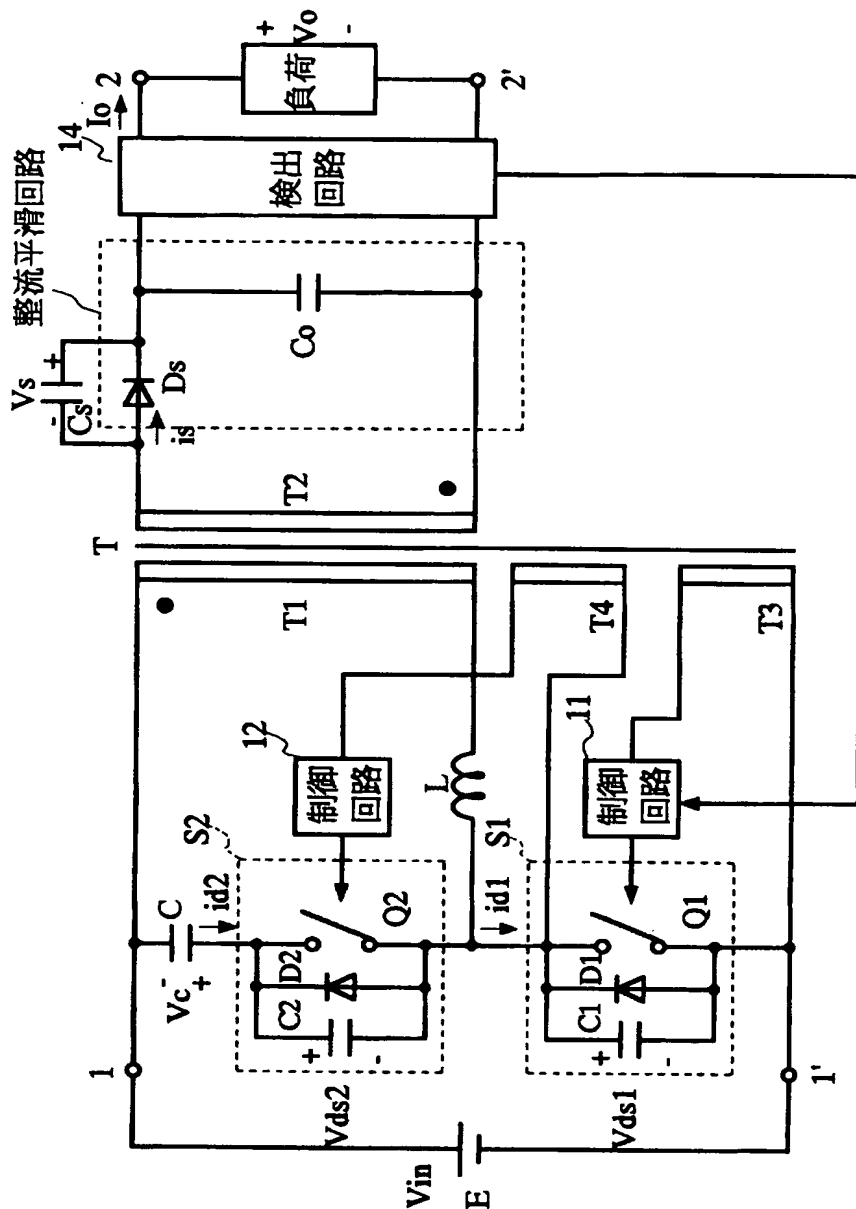 整流平滑回路
14
Io
2
Vs
-
+
Cs
Ds
is
Co
検出
回路
負荷
+
Vo
-
2'
T
T2
T1
T4
T3
1
C
Vc
-
+
id2
S2
12
制御
回路
C2
D2
Q2
+
-
Vds2
L
id1
S1
11
制御
回路
C1
D1
Q1
+
-
Vds1
Vin
E
1'